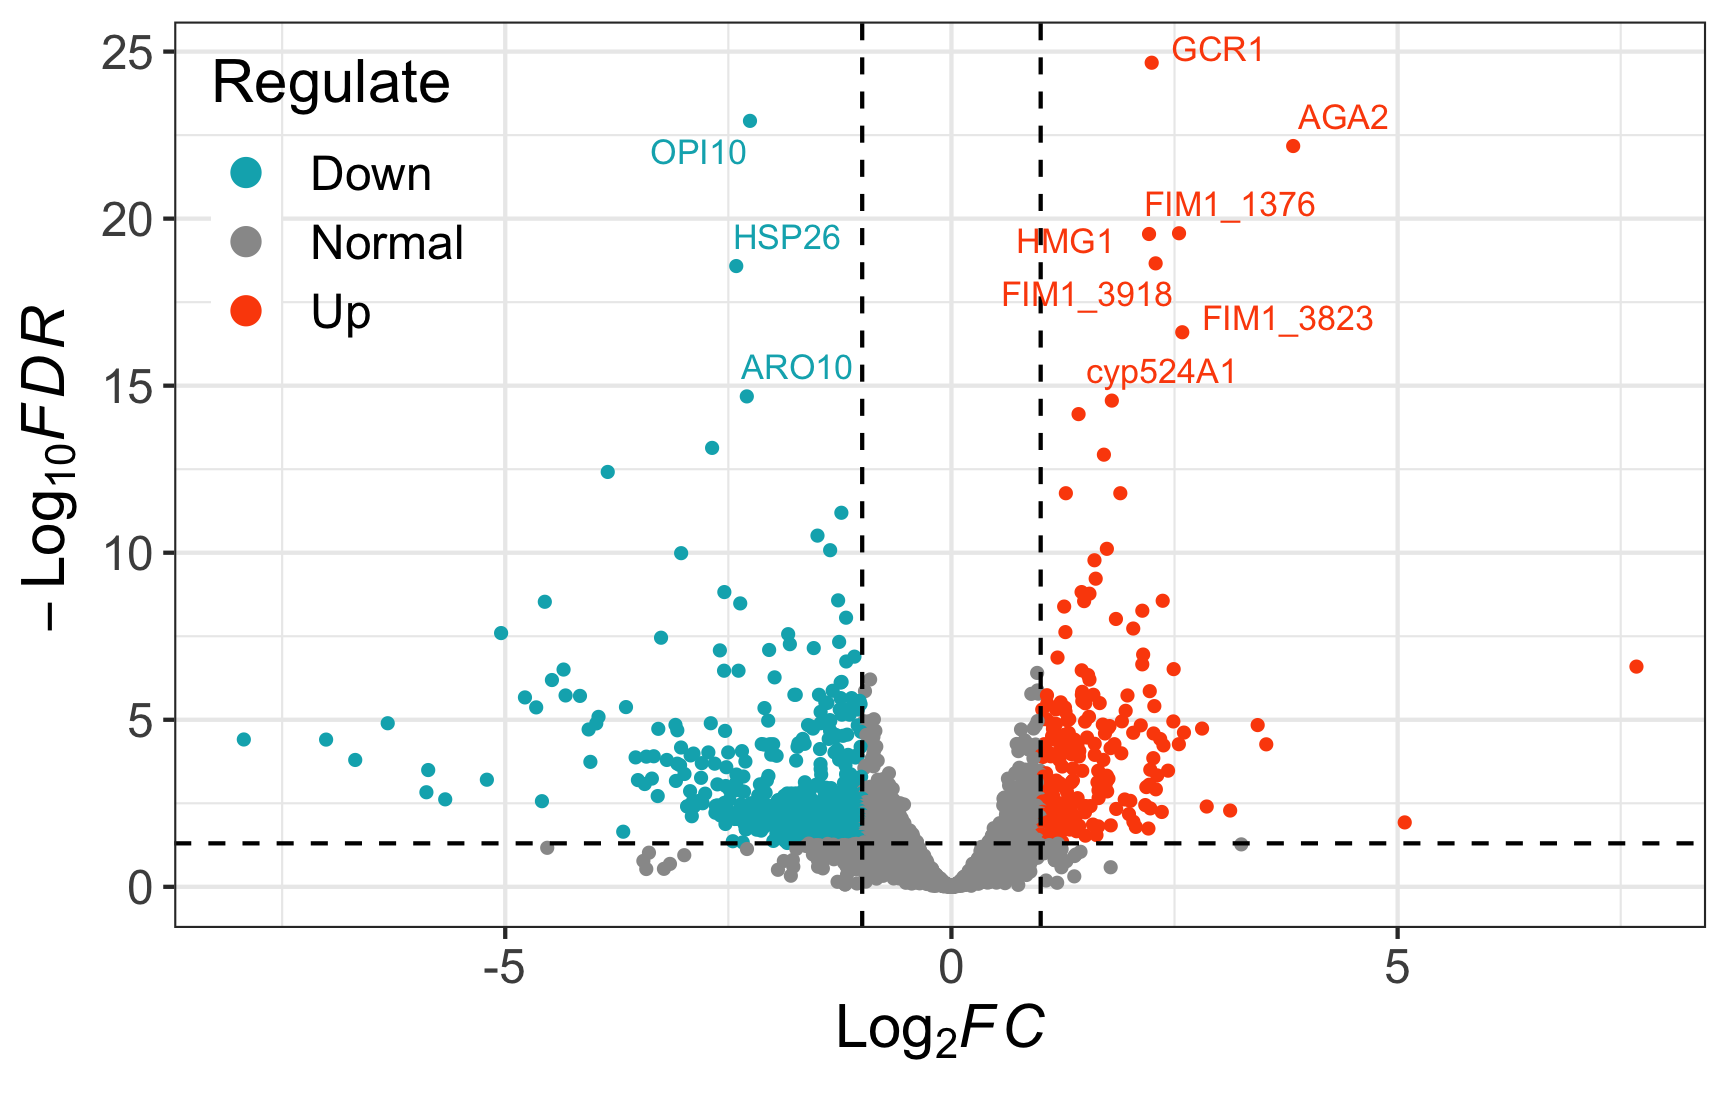 25
20
15
10
5
0
− Log10FDR
Regulate
Down
Normal
Up
GCR1
AGA2
OPI10
FIM1_1376
HSP26
HMG1
FIM1_3918
FIM1_3823
ARO10
cyp524A1
-5
0
5
Log2FC